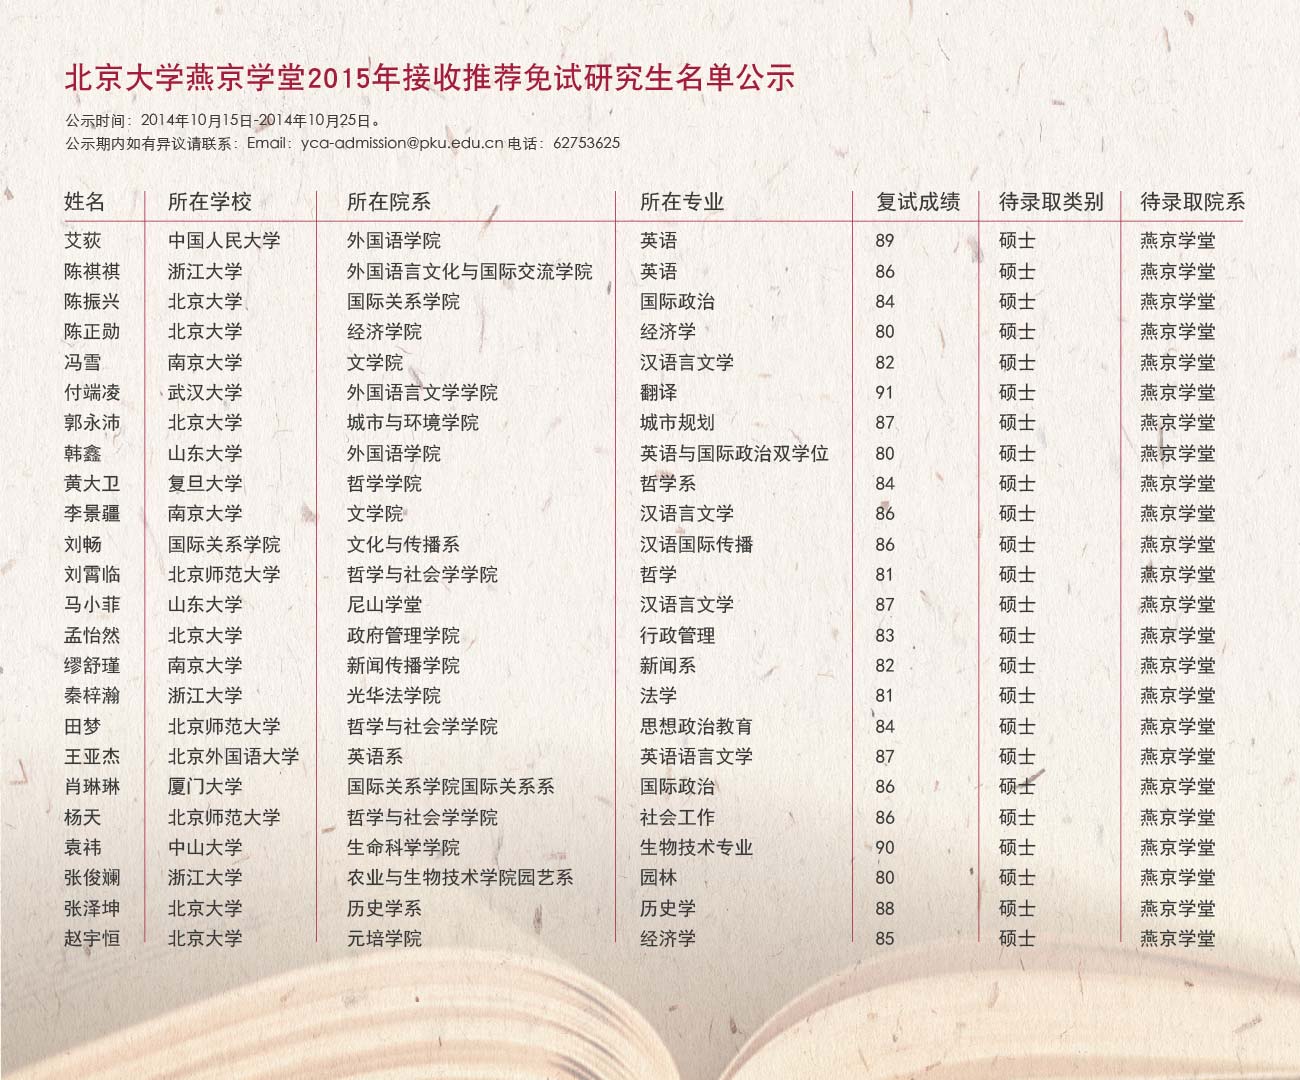 北京大学燕京学堂2015年接收推荐免试研究生名单公示
公示时间：2014年10月15日-2014年10月25日。
公示期内如有异议请联系：Email：yca-admission@pku.edu.cn 电话：62753625
姓名 所在学校 所在院系 所在专业 复试成绩 待录取类别 待录取院系
艾荻 中国人民大学 外国语学院 英语 89 硕士 燕京学堂
陈祺祺 浙江大学 外国语言文化与国际交流学院 英语 86 硕士 燕京学堂
陈振兴 北京大学 国际关系学院 国际政治 84 硕士 燕京学堂
陈正勋 北京大学 经济学院 经济学 80 硕士 燕京学堂
冯雪 南京大学 文学院 汉语言文学 82 硕士 燕京学堂
付端凌 武汉大学 外国语言文学学院 翻译 91 硕士 燕京学堂
郭永沛 北京大学 城市与环境学院 城市规划 87 硕士 燕京学堂
韩鑫 山东大学 外国语学院 英语与国际政治双学位 80 硕士 燕京学堂
黄大卫 复旦大学 哲学学院 哲学系 84 硕士 燕京学堂
李景疆 南京大学 文学院 汉语言文学 86 硕士 燕京学堂
刘畅 国际关系学院 文化与传播系 汉语国际传播 86 硕士 燕京学堂
刘霄临 北京师范大学 哲学与社会学学院 哲学 81 硕士 燕京学堂
马小菲 山东大学 尼山学堂 汉语言文学 87 硕士 燕京学堂
孟怡然 北京大学 政府管理学院 行政管理 83 硕士 燕京学堂
缪舒瑾 南京大学 新闻传播学院 新闻系 82 硕士 燕京学堂
秦梓瀚 浙江大学 光华法学院 法学 81 硕士 燕京学堂
田梦 北京师范大学 哲学与社会学学院 思想政治教育 84 硕士 燕京学堂
王亚杰 北京外国语大学 英语系 英语语言文学 87 硕士 燕京学堂
肖琳琳 厦门大学 国际关系学院国际关系系 国际政治 86 硕士 燕京学堂
杨天 北京师范大学 哲学与社会学学院 社会工作 86 硕士 燕京学堂
袁祎 中山大学 生命科学学院 生物技术专业 90 硕士 燕京学堂
张俊斓 浙江大学 农业与生物技术学院园艺系 园林 80 硕士 燕京学堂
张泽坤 北京大学 历史学系 历史学 88 硕士 燕京学堂
赵宇恒 北京大学 元培学院 经济学 85 硕士 燕京学堂